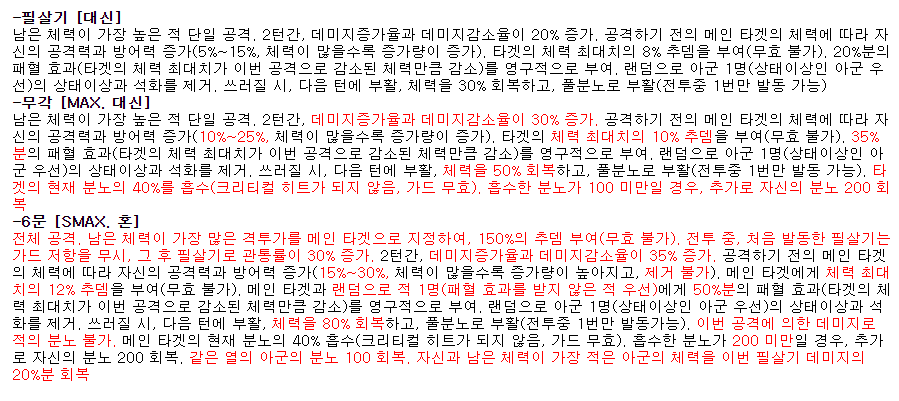 -필살기 [대신]
남은 체력이 가장 높은 적 단일 공격. 2턴간, 데미지증가율과 데미지감소율이 20% 증가. 공격하기 전의 메인 타겟의 체력에 따라 자
신의 공격력과 방어력 증가(5%~15%, 체력이 많을수록 증가량이 증가). 타겟의 체력 최대치의 8% 추뎀을 부여(무효 불가). 20%분의
패혈 효과(타겟의 체력 최대치가 이번 공격으로 감소된 체력만큼 감소)를 영구적으로 부여. 랜덤으로 아군 1명(상태이상인 아군 우
선)의 상태이상과 석화를 제거. 쓰러질 시, 다음 턴에 부활, 체력을 30% 회복하고, 풀분노로 부활(전투중 1번만 발동 가능)
-무각 [MAX. 대신]
남은 체력이 가장 높은 적 단일 공격. 2턴간, 데미지증가율과 데미지감소율이 30% 증가. 공격하기 전의 메인 타겟의 체력에 따라 자
신의 공격력과 방어력 증가(10%~25%, 체력이 많을수록 증가량이 증가). 타겟의 체력 최대치의 10% 추뎀을 부여(무효 불가). 35%
분의 패혈 효과(타겟의 체력 최대치가 이번 공격으로 감소된 체력만큼 감소)를 영구적으로 부여. 랜덤으로 아군 1명(상태이상인 아
군 우선)의 상태이상과 석화를 제거. 쓰러질 시, 다음 턴에 부활, 체력을 50% 회복하고, 풀분노로 부활(전투중 1번만 발동 가능). 타
겟의 현재 분노의 40%를 흡수(크리티컬 히트가 되지 않음, 가드 무효). 흡수한 분노가 100 미만일 경우, 추가로 자신의 분노 200 회
복
-6문 [SMAX. 혼]
전체 공격. 남은 체력이 가장 많은 격투가를 메인 타겟으로 지정하여, 150%의 추뎀 부여(무효 불가). 전투 중, 처음 발동한 필살기는
가드 저항을 무시, 그 후 필살기로 관통률이 30% 증가. 2턴간, 데미지증가율과 데미지감소율이 35% 증가. 공격하기 전의 메인 타겟
의 체력에 따라 자신의 공격력과 방어력 증가(15%~30%, 체력이 많을수록 증가량이 높아지고, 제거 불가). 메인 타겟에게 체력 최대
치의 12% 추뎀을 부여(무효 불가). 메인 타겟과 랜덤으로 적 1명(패혈 효과를 받지 않은 적 우선)에게 50%분의 패혈 효과(타겟의 체
력 최대치가 이번 공격으로 감소된 체력만큼 감소)를 영구적으로 부여. 랜덤으로 아군 1명(상태이상인 아군 우선)의 상태이상과 석
화를 제거. 쓰러질 시, 다음 턴에 부활, 체력을 80% 회복하고, 풀분노로 부활(전투중 1번만 발동가능). 이번 공격에 의한 데미지로
적의 분노 불가. 메인 타겟의 현재 분노의 40% 흡수(크리티컬 히트가 되지 않음, 가드 무효). 흡수한 분노가 200 미만일 경우, 추가
로 자신의 분노 200 회복. 같은 열의 아군의 분노 100 회복. 자신과 남은 체력이 가장 적은 아군의 체력을 이번 필살기 데미지의
20%분 회복